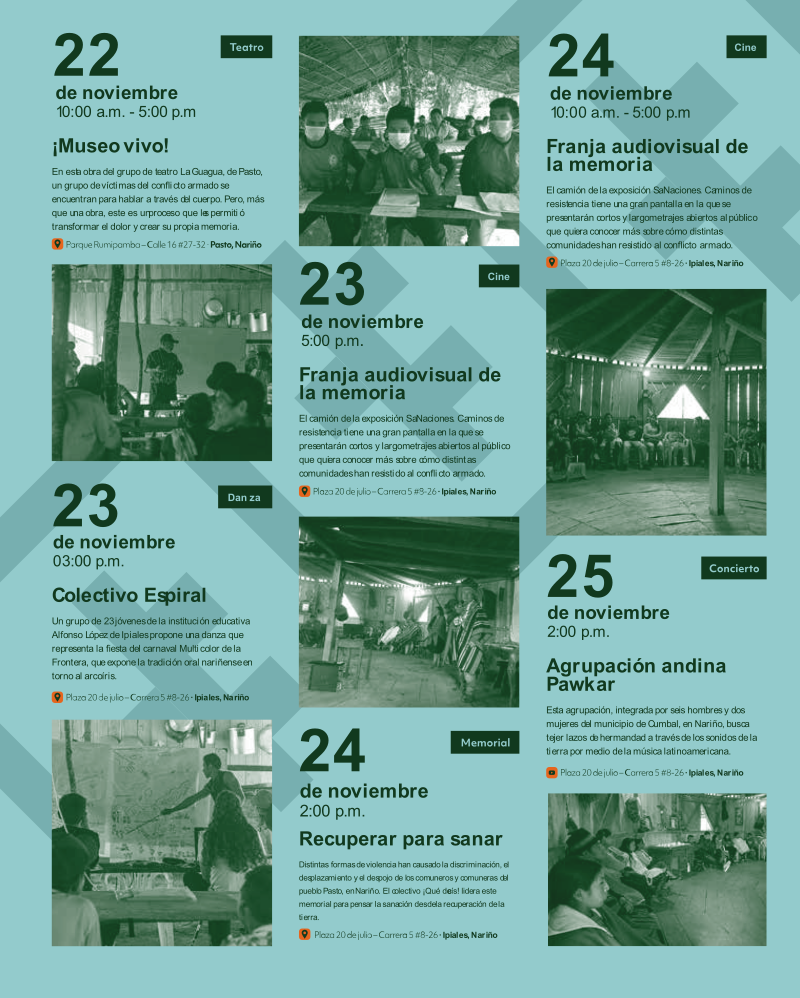 22
Teatro
de noviembre
10:00 a.m. - 5:00 p.m
¡Museo vivo!
En esta obra del grupo de teatro La Guagua, de Pasto,
un grupo de víctimas del conflicto armado se
encuentran para hablar a través del cuerpo. Pero, más
que una obra, este es urproceso que les permitió
transformar el dolor y crear su propia memoria.
Parque Rumipamba – Calle 16 #27-32 · Pasto, Nariño
23
Danza
de noviembre
03:00 p.m.
Colectivo Espiral
Un grupo de 23 jóvenes de la institución educativa
Alfonso López de Ipiales propone una danza que
representa la fiesta del carnaval Multicolor de la
Frontera, que expone la tradición oral nariñense en
torno al arcoíris.
Plaza 20 de julio – Carrera 5 #8-26 · Ipiales, Nariño
23
Cine
de noviembre
5:00 p.m.
Franja audiovisual de
la memoria
El camión de la exposición SaNaciones. Caminos de
resistencia tiene una gran pantalla en la que se
presentarán cortos y largometrajes abiertos al público
que quiera conocer más sobre cómo distintas
comunidades han resistido al conflicto armado.
Plaza 20 de julio – Carrera 5 #8-26 · Ipiales, Nariño
24
Memorial
de noviembre
2:00 p.m.
Recuperar para sanar
Distintas formas de violencia han causado la discriminación, el
desplazamiento y el despojo de los comuneros y comuneras del
pueblo Pasto, en Nariño. El colectivo ¡Qué deis! lidera este
memorial para pensar la sanación desde la recuperación de la
tierra.
Plaza 20 de julio – Carrera 5 #8-26 · Ipiales, Nariño
24
Cine
de noviembre
10:00 a.m. - 5:00 p.m
Franja audiovisual de
la memoria
El camión de la exposición SaNaciones. Caminos de
resistencia tiene una gran pantalla en la que se
presentarán cortos y largometrajes abiertos al público
que quiera conocer más sobre cómo distintas
comunidades han resistido al conflicto armado.
Plaza 20 de julio – Carrera 5 #8-26 · Ipiales, Nariño
25
Concierto
de noviembre
2:00 p.m.
Agrupación andina
Pawkar
Esta agrupación, integrada por seis hombres y dos
mujeres del municipio de Cumbal, en Nariño, busca
tejer lazos de hermandad a través de los sonidos de la
tierra por medio de la música latinoamericana.
Plaza 20 de julio – Carrera 5 #8-26 · Ipiales, Nariño